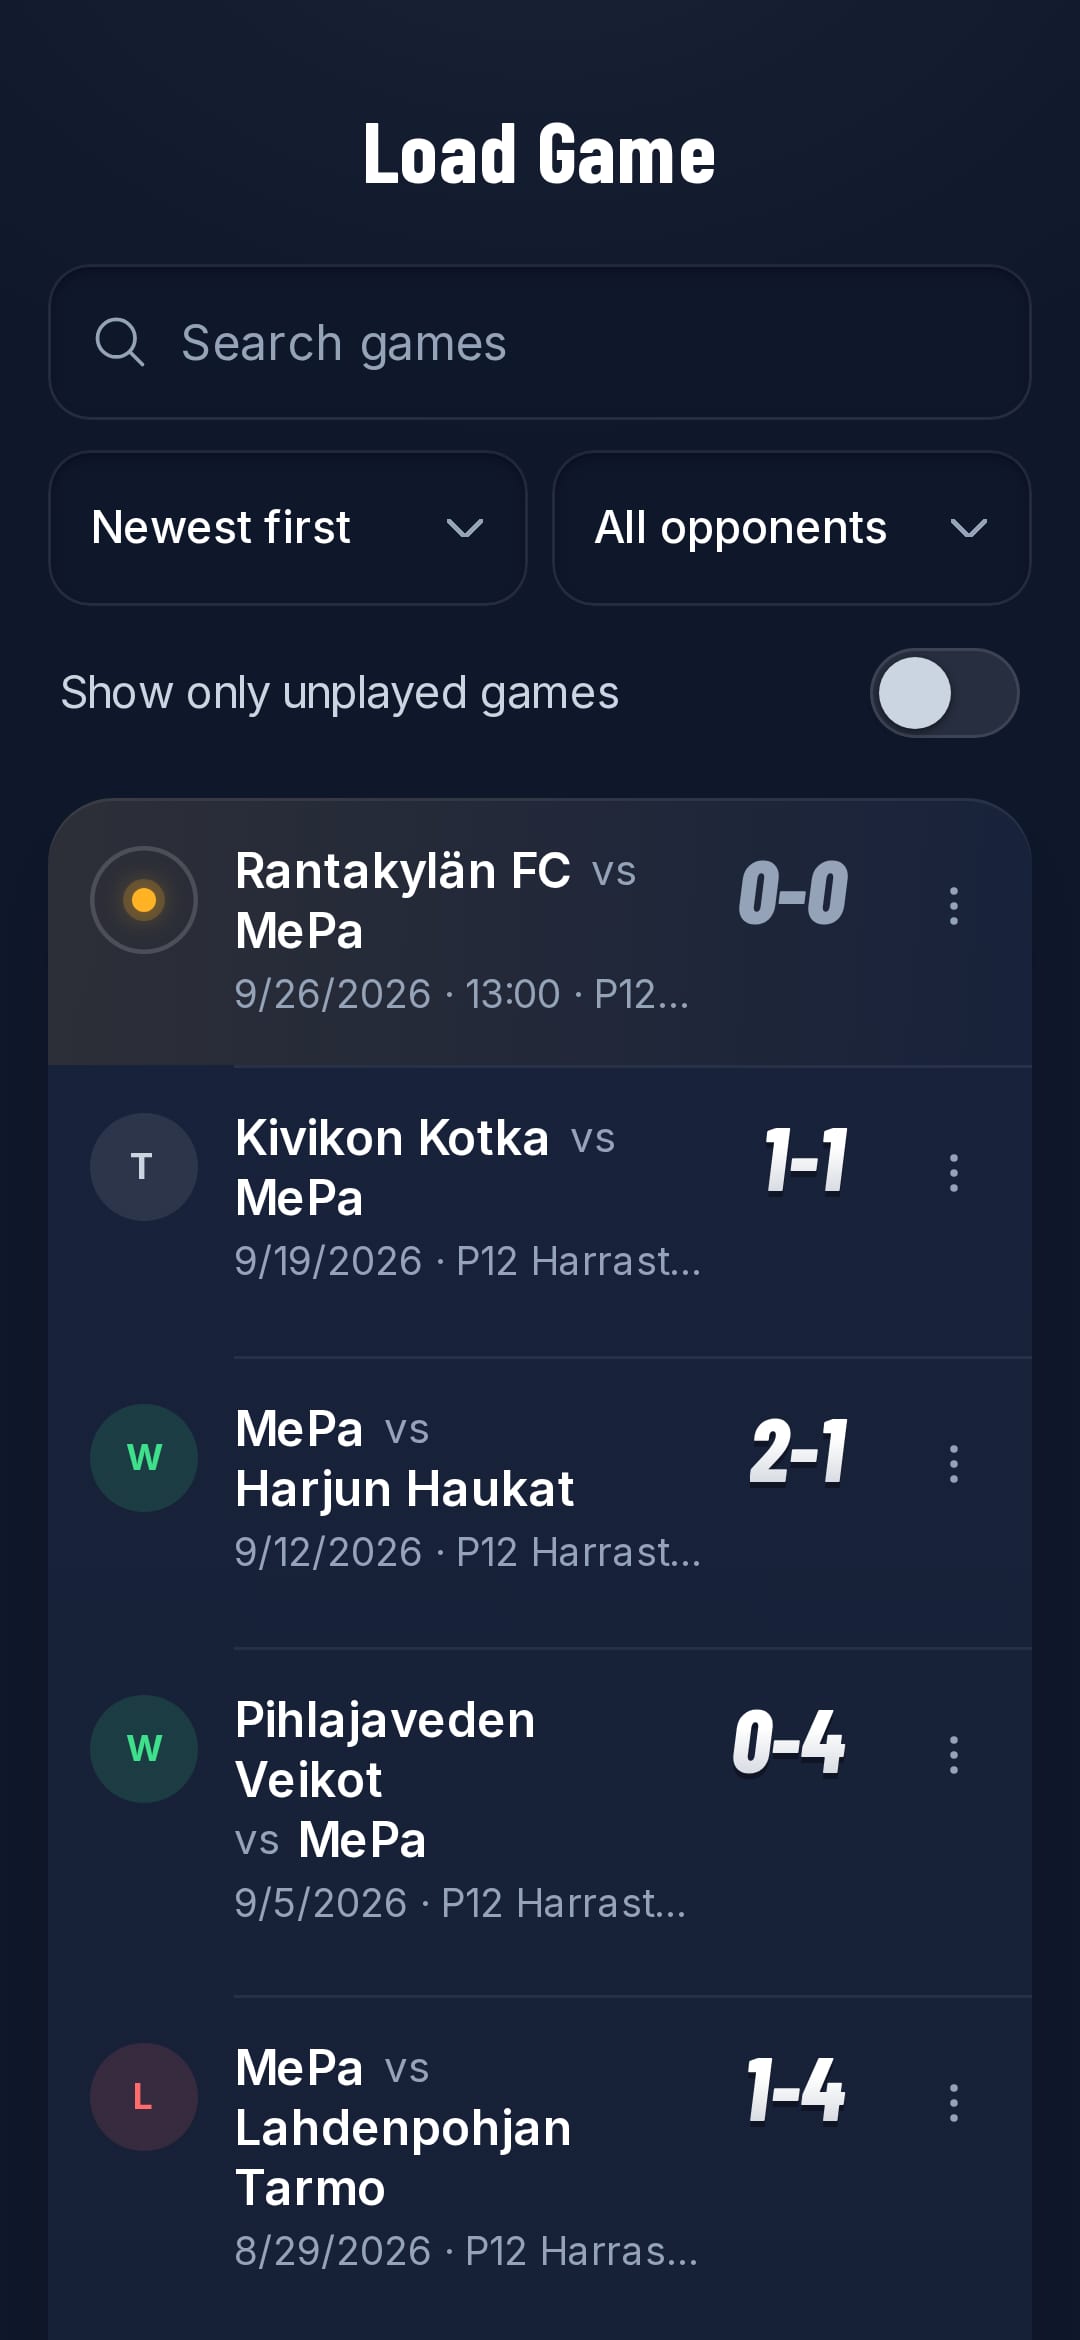 Load Game
Search games
Newest first
All opponents
Show only unplayed games
Rantakylän FC vs
MePa
0-0
9/26/2026 · 13:00 · P12...
T
Kivikon Kotka vs
MePa
1-1
9/19/2026 · P12 Harrast...
W
MePa vs
Harjun Haukat
2-1
9/12/2026 · P12 Harrast...
W
Pihlajaveden
Veikot
vs MePa
0-4
9/5/2026 · P12 Harrast...
L
MePa vs
Lahdenpohjan
Tarmo
1-4
8/29/2026 · P12 Harras...